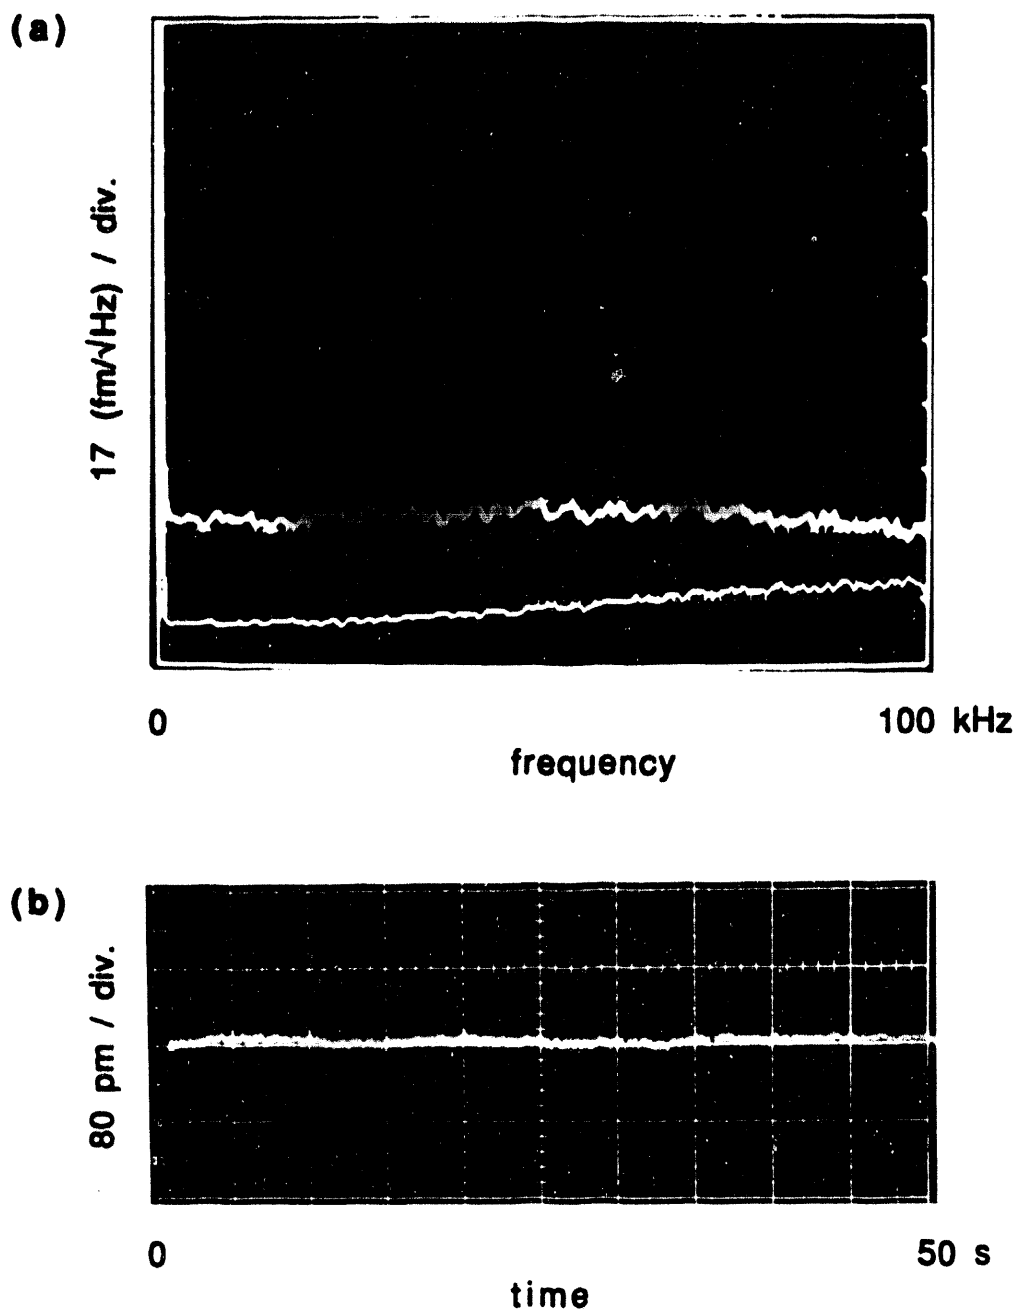 (a)
17 (fm/√Hz) / div.
0
100 kHz
frequency
(b)
80 pm / div.
0
50 s
time